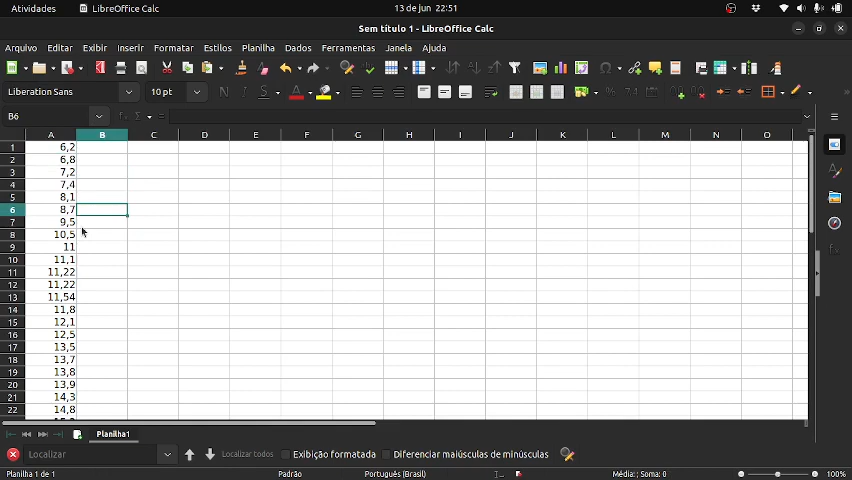 Atividades LibreOffice Calc 13 de jun 22:51
Sem título 1 - LibreOffice Calc
Arquivo Editar Exibir Inserir Formatar Estilos Planilha Dados Ferramentas Janela Ajuda
Liberation Sans 10 pt N I S
B6
A B C D E F G H I J K L M N O
1 6,2
2 6,8
3 7,2
4 7,4
5 8,1
6 8,7
7 9,5
8 10,5
9 11
10 11,1
11 11,22
12 11,22
13 11,54
14 11,8
15 12,1
16 12,5
17 13,5
18 13,7
19 13,8
20 13,9
21 14,3
22 14,8
Planilha1
Localizar Localizar todos Exibição formatada Diferenciar maiúsculas de minúsculas
Planilha 1 de 1 Padrão Português (Brasil) Média: ; Soma: 0 100%